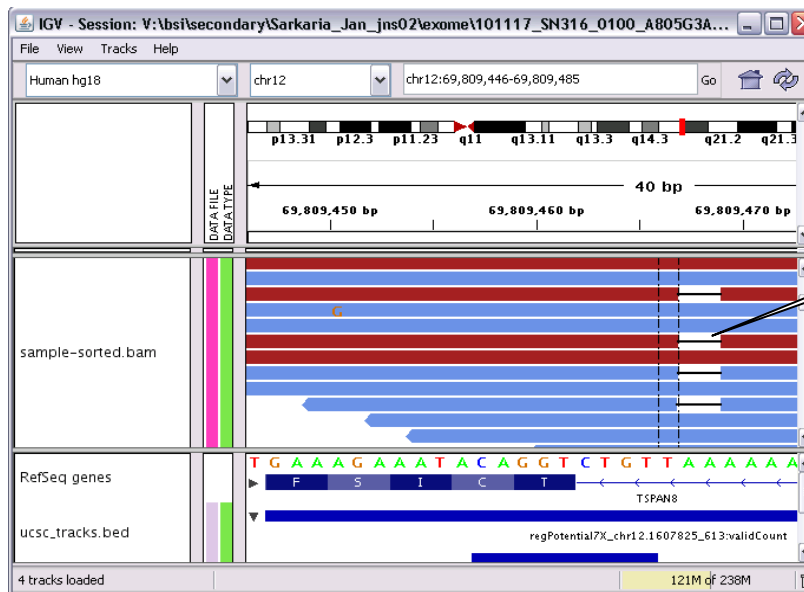 IGV - Session: V:\bsi\secondary\Sarkaria_Jan_jns02\exome\101117_SN316_0100_A805G3A...
File View Tracks Help
Human hg18 chr12 chr12:69,809,446-69,809,485 Go
p13.31 p12.3 p11.23 q11 q13.11 q13.3 q14.3 q21.2 q21.3
40 bp
69,809,450 bp 69,809,460 bp 69,809,470 bp
DATA FILE
DATA TYPE
G
sample-sorted.bam
T G A A A G A A A T A C A G G T C T G T T A A A A A A
RefSeq genes
F S I C T
TSPAN8
ucsc_tracks.bed
regPotential7X_chr12.1607825_613:validCount
4 tracks loaded 121M of 238M